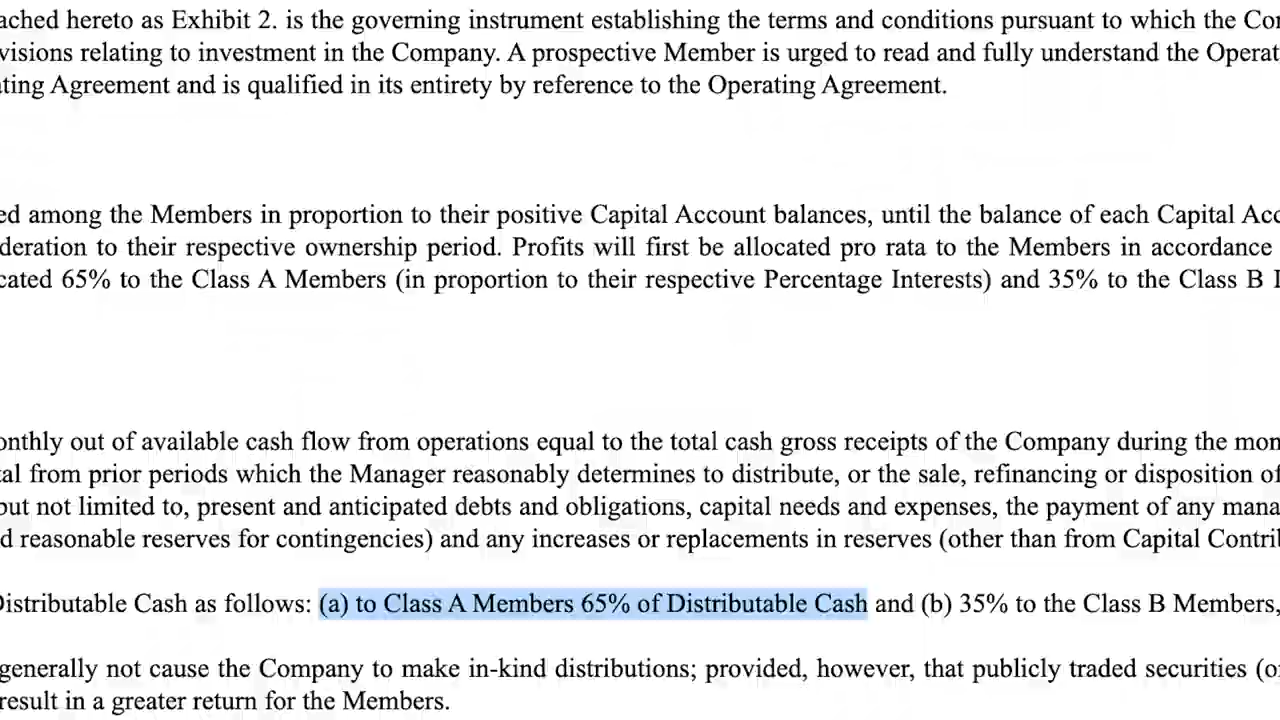 ached hereto as Exhibit 2. is the governing instrument establishing the terms and conditions pursuant to which the Co
visions relating to investment in the Company. A prospective Member is urged to read and fully understand the Operat
ting Agreement and is qualified in its entirety by reference to the Operating Agreement.
ed among the Members in proportion to their positive Capital Account balances, until the balance of each Capital Acc
deration to their respective ownership period. Profits will first be allocated pro rata to the Members in accordance
cated 65% to the Class A Members (in proportion to their respective Percentage Interests) and 35% to the Class B
onthly out of available cash flow from operations equal to the total cash gross receipts of the Company during the mon
tal from prior periods which the Manager reasonably determines to distribute, or the sale, refinancing or disposition of
but not limited to, present and anticipated debts and obligations, capital needs and expenses, the payment of any mana
d reasonable reserves for contingencies) and any increases or replacements in reserves (other than from Capital Contrib
Distributable Cash as follows: (a) to Class A Members 65% of Distributable Cash and (b) 35% to the Class B Members,
generally not cause the Company to make in-kind distributions; provided, however, that publicly traded securities (o
result in a greater return for the Members.